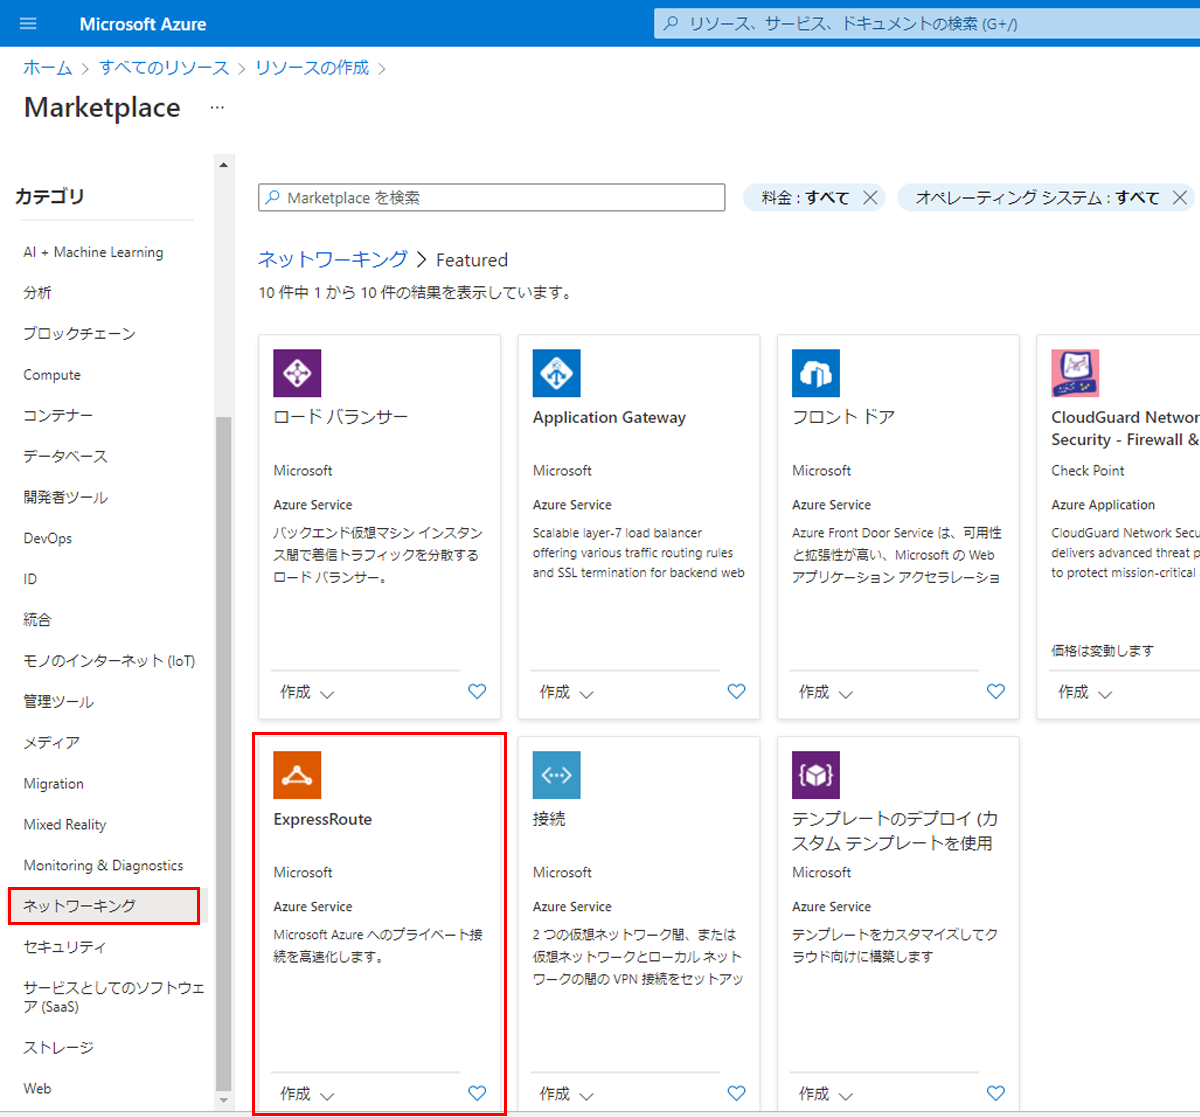 Microsoft Azure
リソース、サービス、ドキュメントの検索 (G+/)
ホーム > すべてのリソース > リソースの作成 >
Marketplace ...
カテゴリ
AI + Machine Learning
分析
ブロックチェーン
Compute
コンテナー
データベース
開発者ツール
DevOps
ID
統合
モノのインターネット (IoT)
管理ツール
メディア
Migration
Mixed Reality
Monitoring & Diagnostics
ネットワーキング
セキュリティ
サービスとしてのソフトウェ
ア (SaaS)
ストレージ
Web
Marketplace を検索
料金 : すべて
オペレーティング システム : すべて
ネットワーキング > Featured
10 件中 1 から 10 件の結果を表示しています。
ロード バランサー
Microsoft
Azure Service
バックエンド仮想マシン インスタン
ス間で着信トラフィックを分散する
ロード バランサー。
作成
Application Gateway
Microsoft
Azure Service
Scalable layer-7 load balancer
offering various traffic routing rules
and SSL termination for backend web
作成
フロント ドア
Microsoft
Azure Service
Azure Front Door Service は、可用性
と拡張性が高い、Microsoft の Web
アプリケーション アクセラレーショ
作成
CloudGuard Networ
Security - Firewall &
Check Point
Azure Application
CloudGuard Network Secu
delivers advanced threat p
to protect mission-critical
価格は変動します
作成
ExpressRoute
Microsoft
Azure Service
Microsoft Azure へのプライベート接
続を高速化します。
作成
接続
Microsoft
Azure Service
2 つの仮想ネットワーク間、または
仮想ネットワークとローカル ネット
ワークの間の VPN 接続をセットアッ
作成
テンプレートのデプロイ (カ
スタム テンプレートを使用
Microsoft
Azure Service
テンプレートをカスタマイズしてク
ラウド向けに構築します
作成